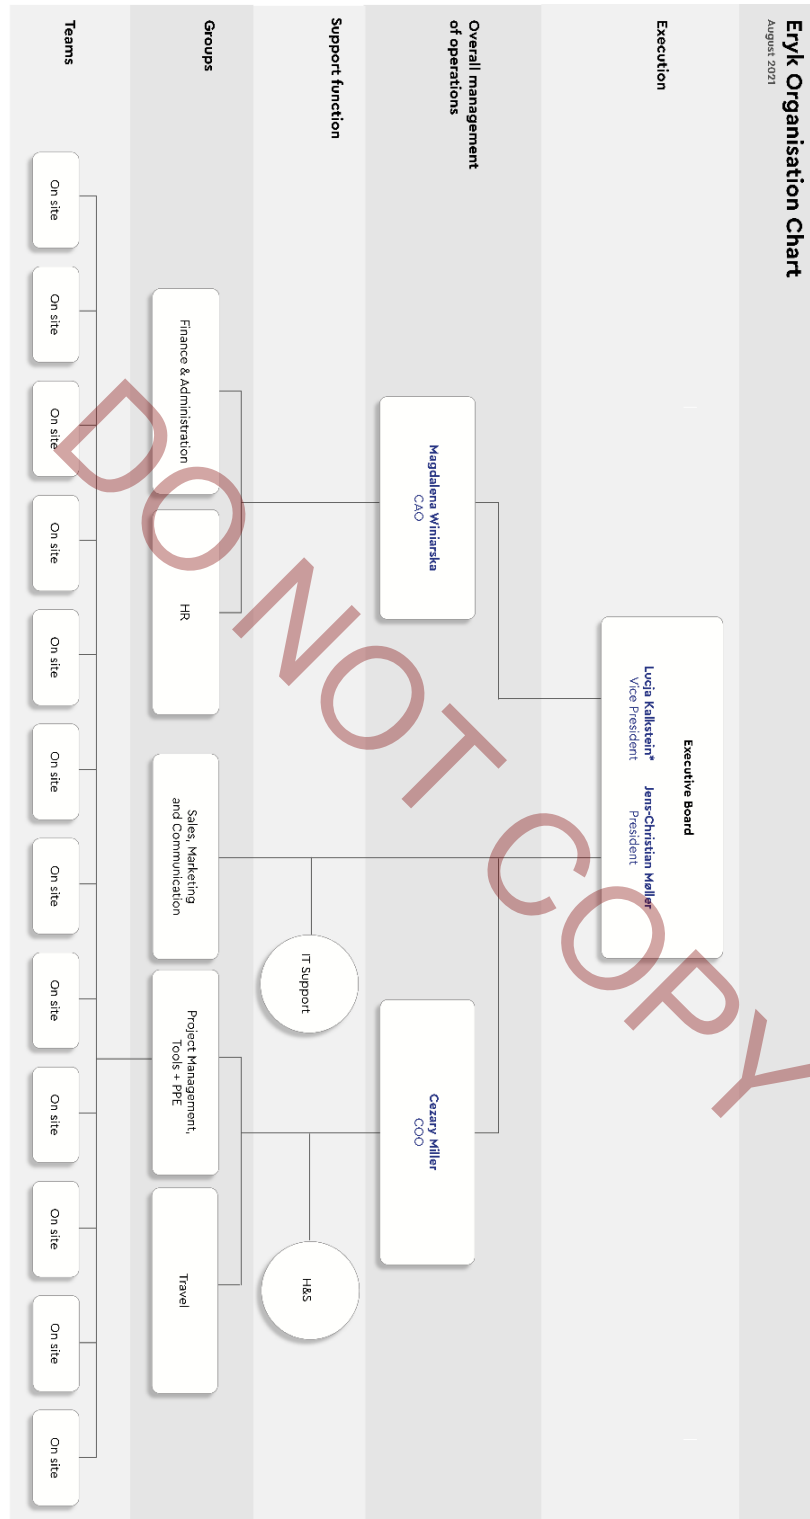 Eryk Organisation Chart
August 2021
Execution
Executive Board
Lucja Kalkstein*
Vice President
Jens-Christian Møller
President
Overall management
of operations
Magdalena Winiarska
CAO
Cezary Miller
COO
Support function
IT Support
H&S
Groups
Finance & Administration
HR
Sales, Marketing
and Communication
Project Management,
Tools + PPE
Travel
Teams
On site
On site
On site
On site
On site
On site
On site
On site
On site
On site
On site
On site
DO NOT COPY